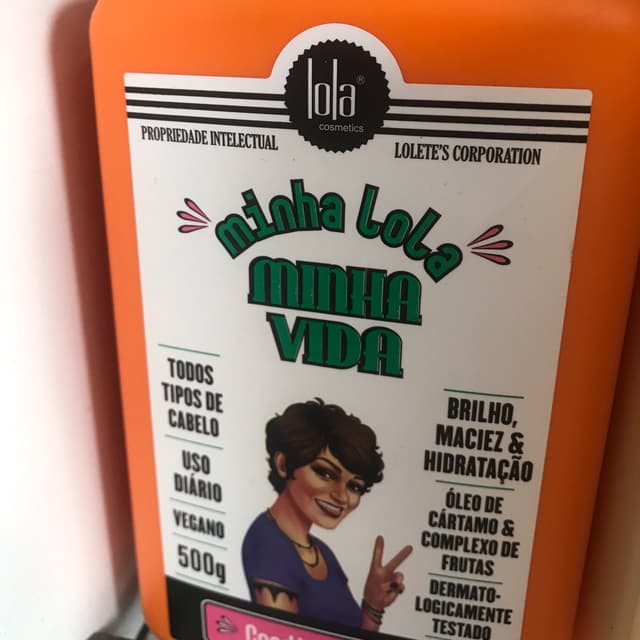 lola®
cosmetics
PROPRIEDADE INTELECTUAL
LOLETE'S CORPORATION
minha lola
MINHA
VIDA
TODOS
TIPOS DE
CABELO
USO
DIÁRIO
VEGANO
500g
BRILHO,
MACIEZ &
HIDRATAÇÃO
ÓLEO DE
CÁRTAMO &
COMPLEXO DE
FRUTAS
DERMATO-
LOGICAMENTE
TESTADO